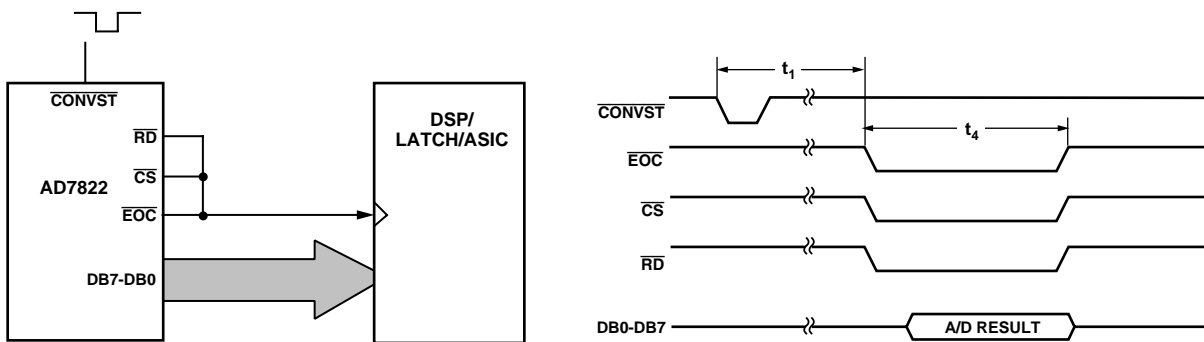 CONVST
RD
CS
EOC
AD7822
DB7-DB0
DSP/
LATCH/ASIC
t1
CONVST
t4
EOC
CS
RD
DB0-DB7
A/D RESULT